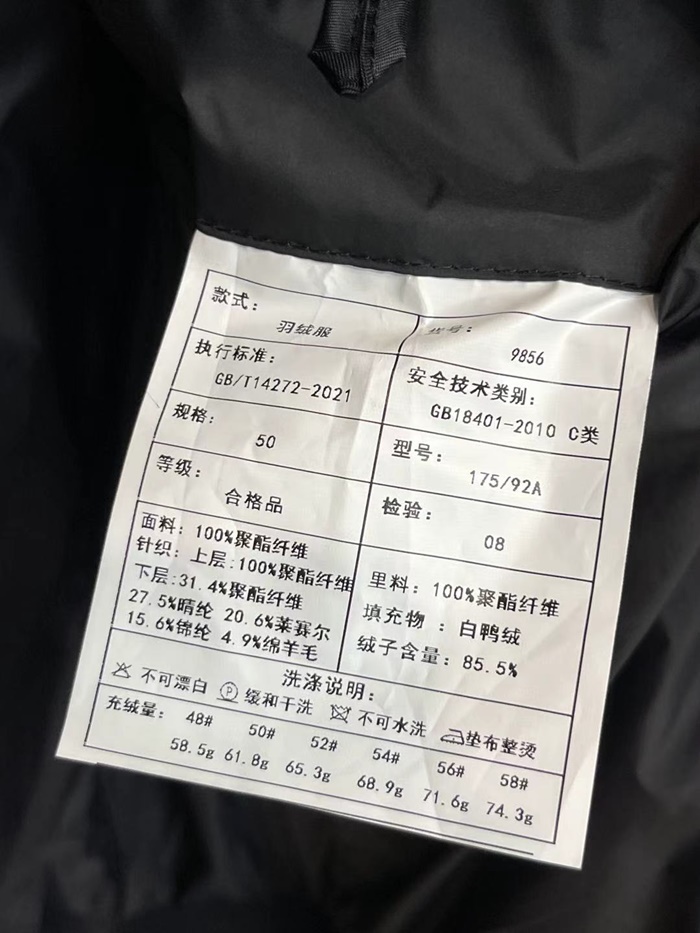 款式：
羽绒服
货号：
9856
执行标准：
GB/T14272-2021
安全技术类别：
GB18401-2010 C类
规格：
50
型号：
175/92A
等级：
合格品
检验：
08
面料：100%聚酯纤维
针织：上层：100%聚酯纤维
下层:31.4%聚酯纤维
27.5%晴纶 20.6%莱赛尔
15.6%锦纶 4.9%绵羊毛
里料：100%聚酯纤维
填充物：白鸭绒
绒子含量：85.5%
洗涤说明：
不可漂白 P 缓和干洗 不可水洗 垫布整烫
充绒量： 48# 50# 52# 54# 56# 58#
58.5g 61.8g 65.3g 68.9g 71.6g 74.3g